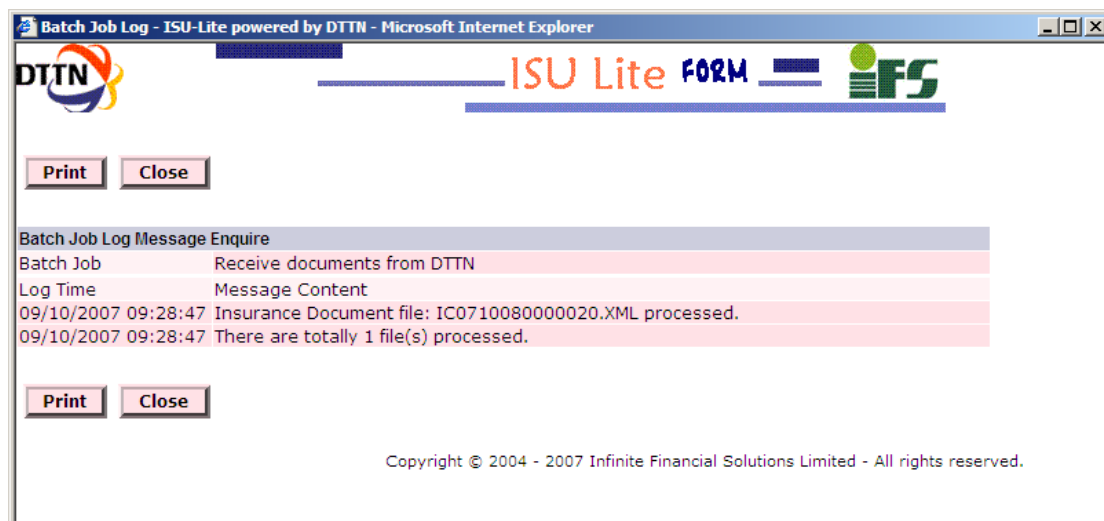 Batch Job Log - ISU-Lite powered by DTTN - Microsoft Internet Explorer
DTTN ISU Lite FORM iFS
Print Close
Batch Job Log Message Enquire
Batch Job Receive documents from DTTN
Log Time Message Content
09/10/2007 09:28:47 Insurance Document file: IC0710080000020.XML processed.
09/10/2007 09:28:47 There are totally 1 file(s) processed.
Print Close
Copyright © 2004 - 2007 Infinite Financial Solutions Limited - All rights reserved.